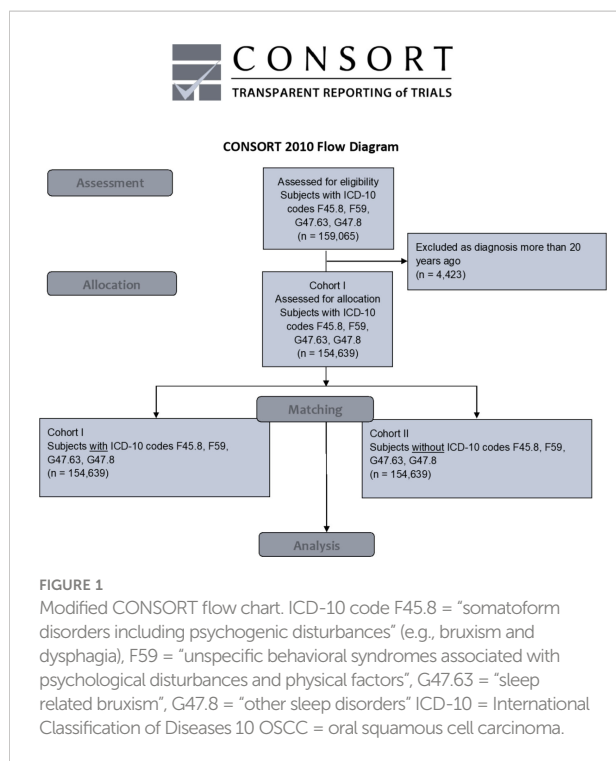 CONSORT
TRANSPARENT REPORTING of TRIALS
CONSORT 2010 Flow Diagram
Assessment
Assessed for eligibility
Subjects with ICD-10
codes F45.8, F59,
G47.63, G47.8
(n = 159,065)
Excluded as diagnosis more than 20
years ago
(n = 4,423)
Allocation
Cohort I
Assessed for allocation
Subjects with ICD-10
codes F45.8, F59,
G47.63, G47.8
(n = 154,639)
Matching
Cohort I
Subjects with ICD-10 codes F45.8, F59,
G47.63, G47.8
(n = 154,639)
Cohort II
Subjects without ICD-10 codes F45.8, F59,
G47.63, G47.8
(n = 154,639)
Analysis
FIGURE 1
Modified CONSORT flow chart. ICD-10 code F45.8 = “somatoform
disorders including psychogenic disturbances” (e.g., bruxism and
dysphagia), F59 = “unspecific behavioral syndromes associated with
psychological disturbances and physical factors”, G47.63 = “sleep
related bruxism”, G47.8 = “other sleep disorders” ICD-10 = International
Classification of Diseases 10 OSCC = oral squamous cell carcinoma.